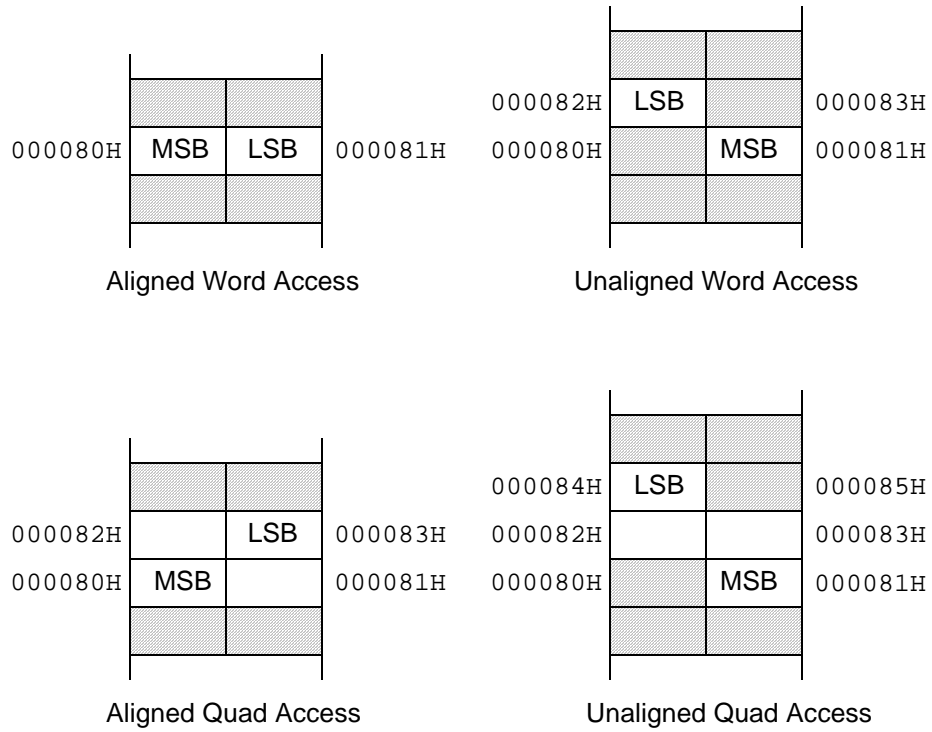 000080H MSB LSB 000081H
Aligned Word Access
000082H LSB 000083H
000080H MSB 000081H
Unaligned Word Access
000082H LSB 000083H
000080H MSB 000081H
Aligned Quad Access
000084H LSB 000085H
000082H 000083H
000080H MSB 000081H
Unaligned Quad Access